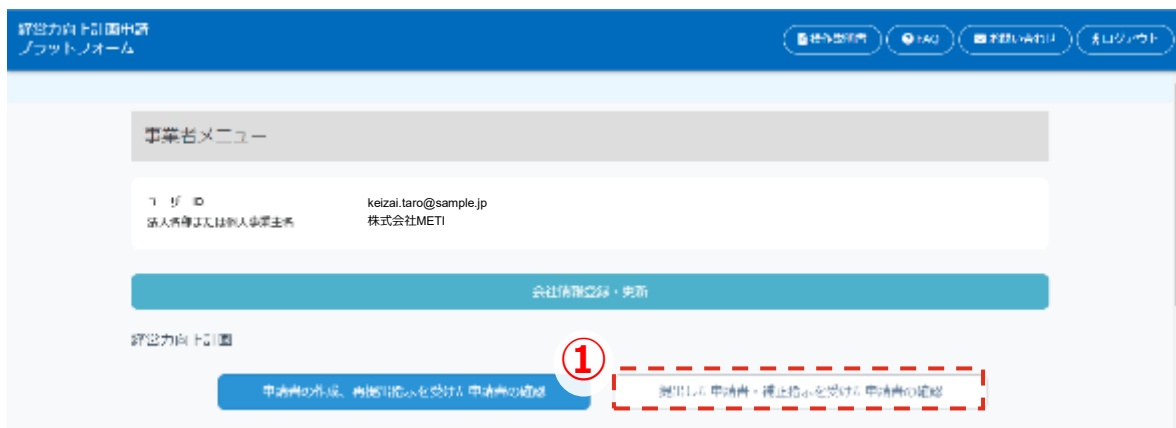 経営力向上計画申請
プラットフォーム
操作説明書
FAQ
お問い合わせ
ログアウト
事業者メニュー
ユーザーID
keizai.taro@sample.jp
法人名称または個人事業主名
株式会社METI
会社情報登録・更新
経営力向上計画
①
申請書の作成、再提出指示を受けた申請書の確認
提出した申請書・補正指示を受けた申請書の確認